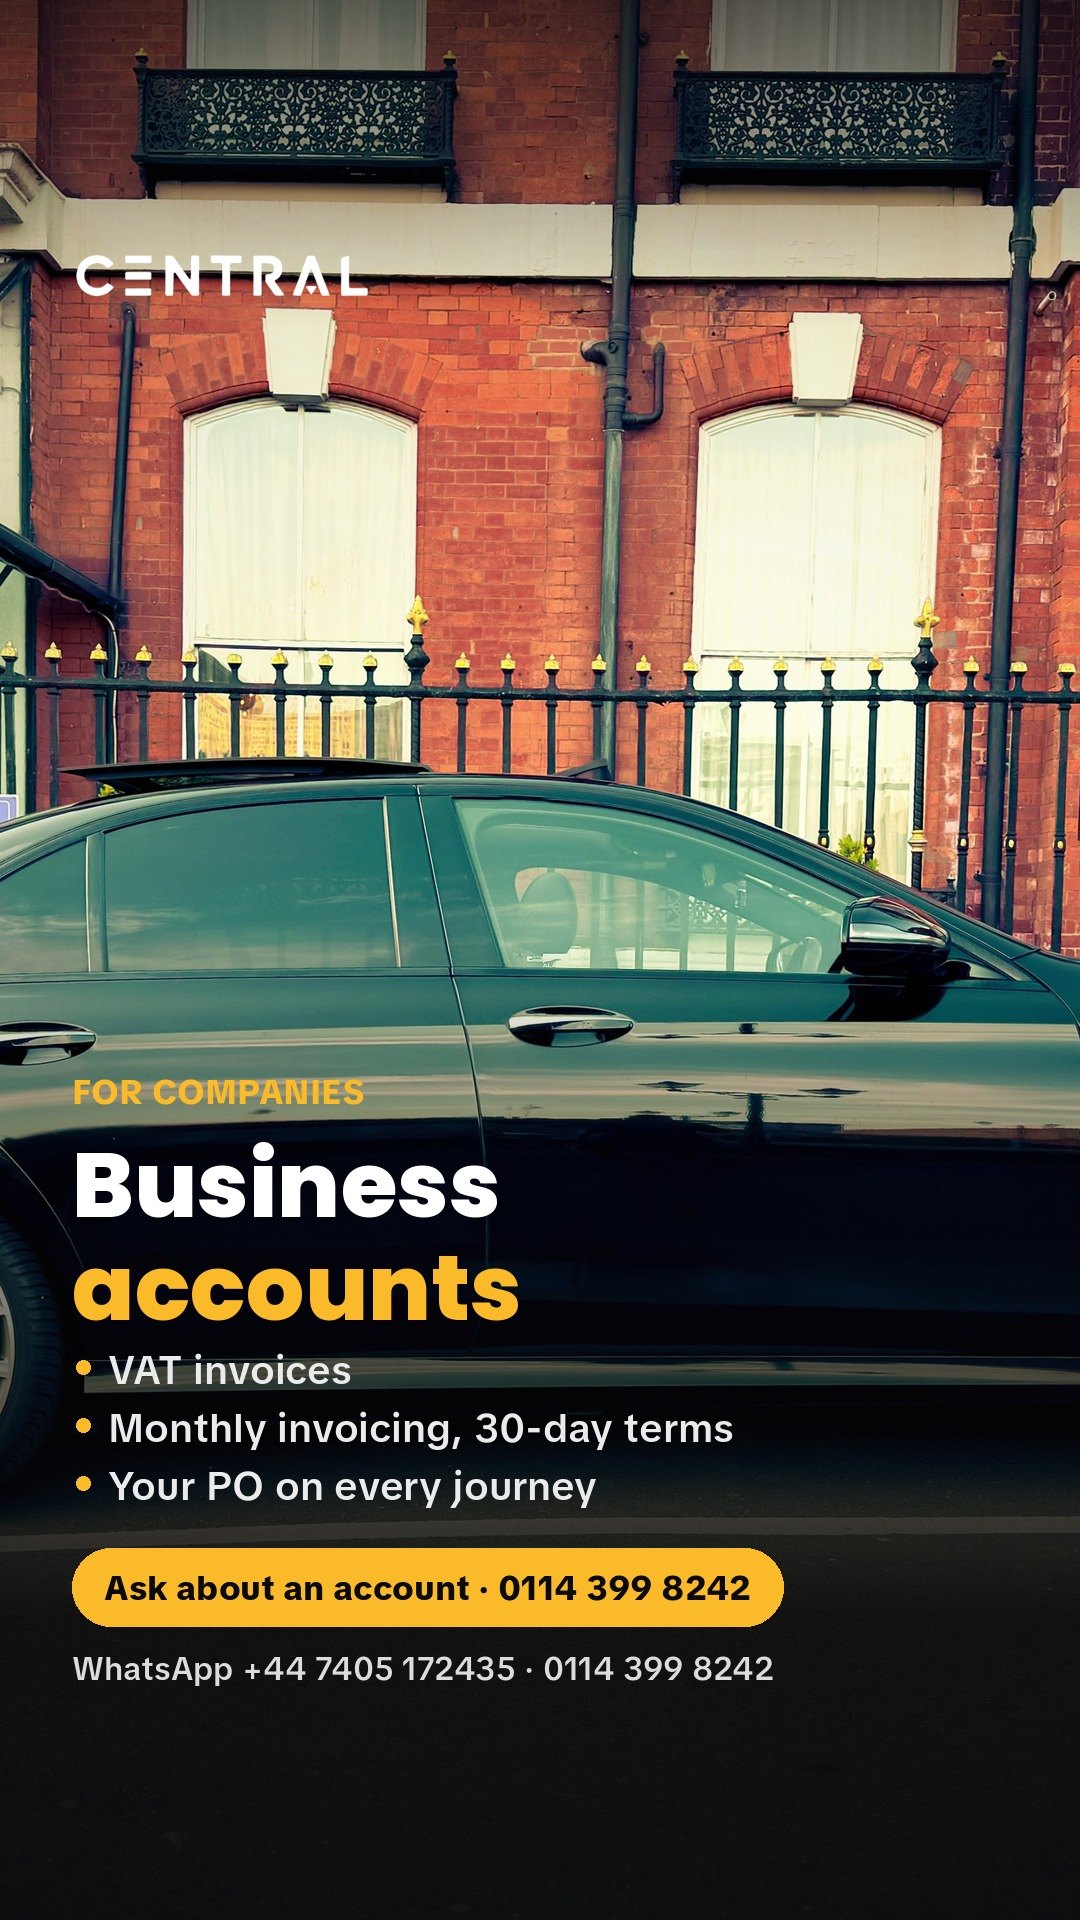 CENTRAL
FOR COMPANIES
Business
accounts
• VAT invoices
• Monthly invoicing, 30-day terms
• Your PO on every journey
Ask about an account · 0114 399 8242
WhatsApp +44 7405 172435 · 0114 399 8242